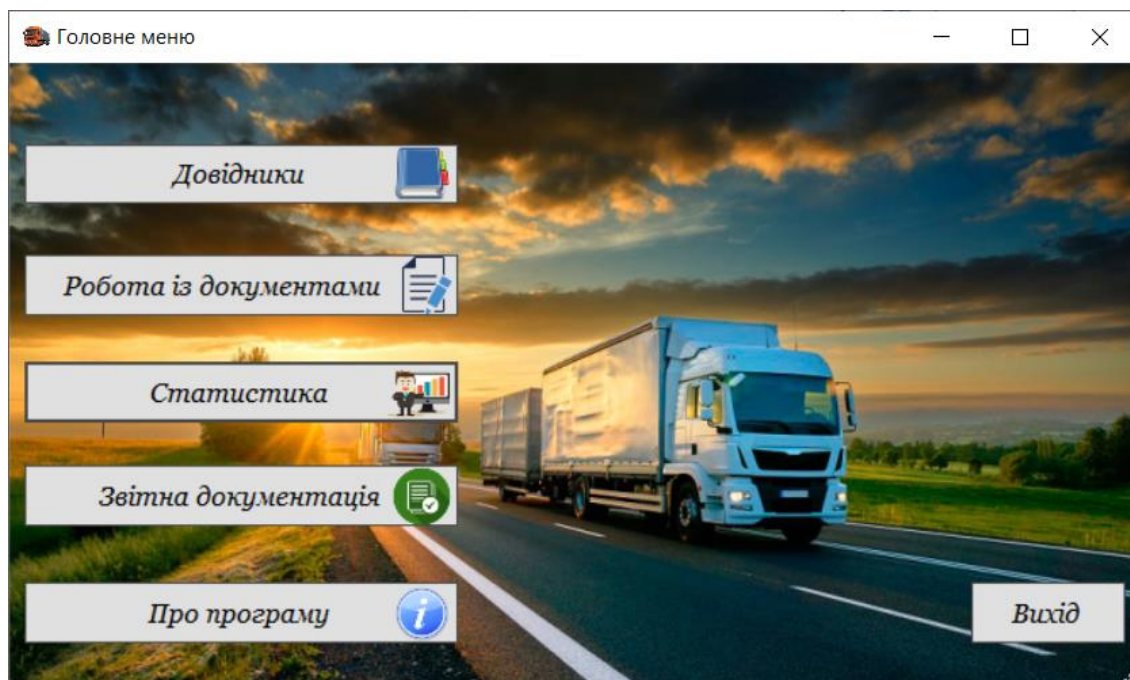 Головне меню
Довідники
Робота із документами
Статистика
Звітна документація
Про програму
Вихід